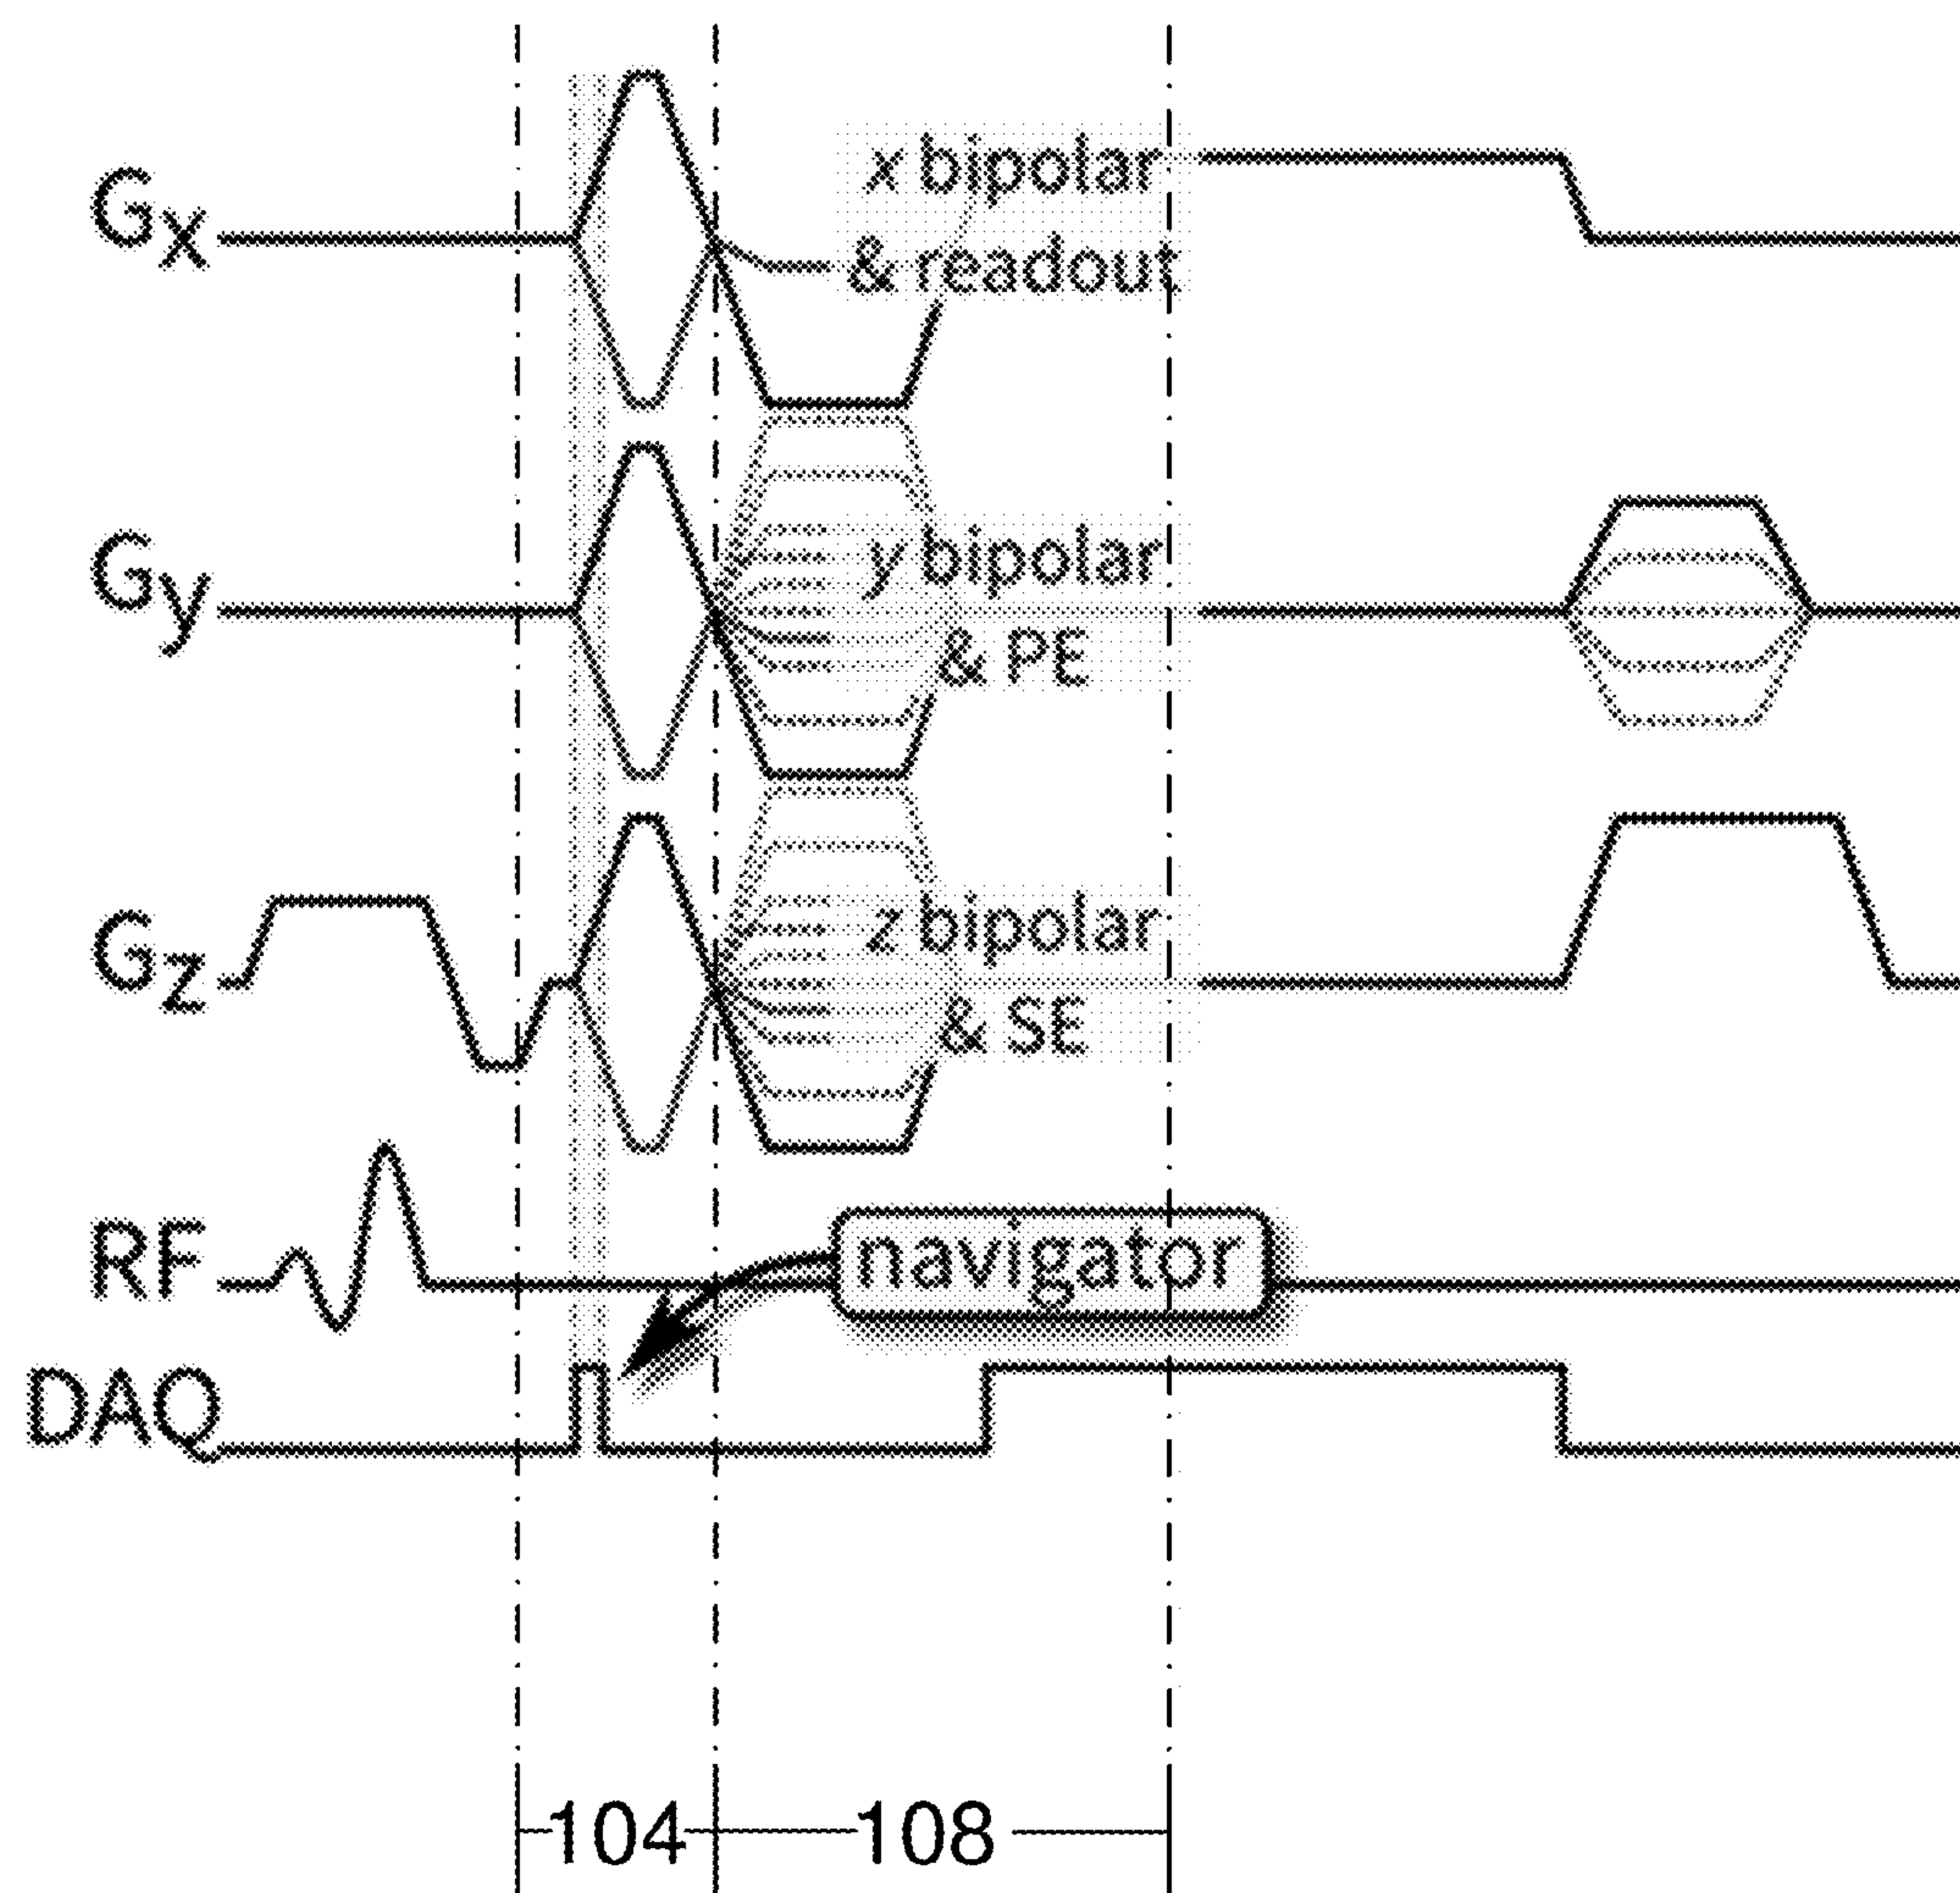 Gx
x bipolar
& readout
Gy
y bipolar
& PE
Gz
z bipolar
& SE
RF
navigator
DAQ
104
108